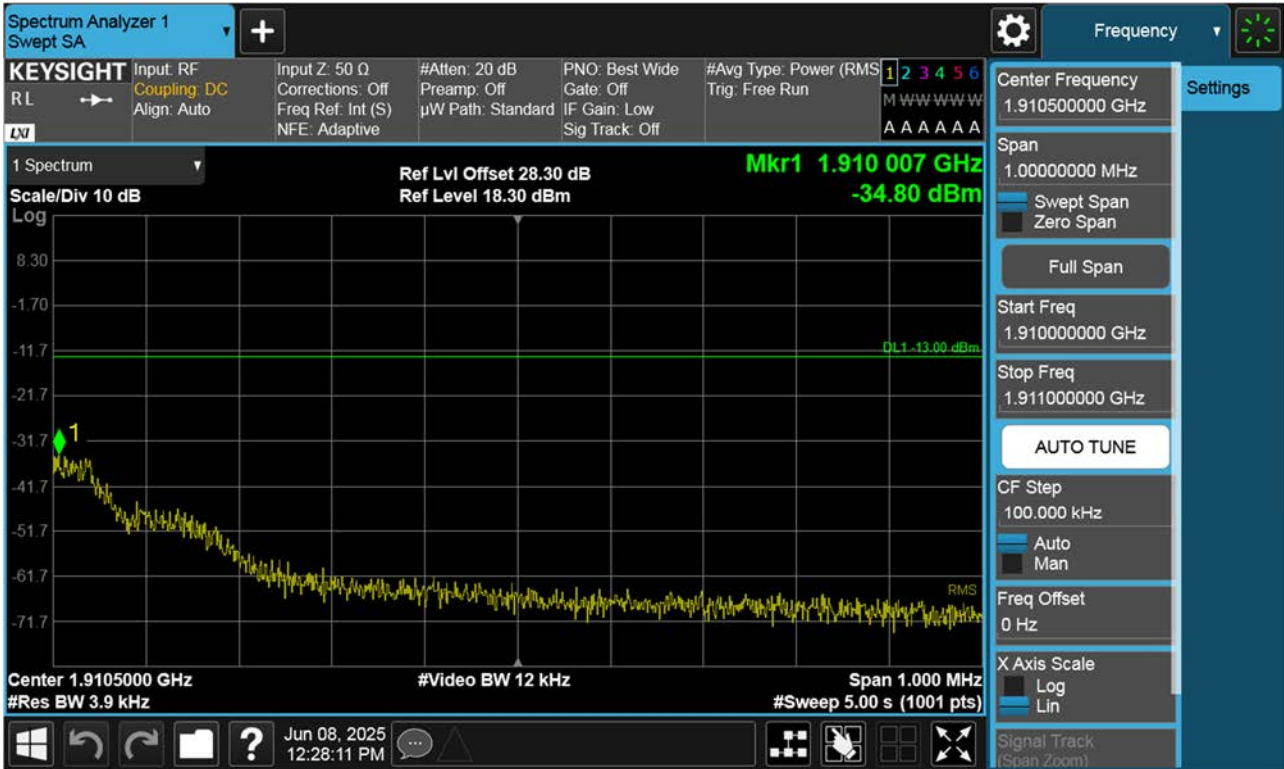 Spectrum Analyzer 1
Swept SA
Frequency
KEYSIGHT
RL
LXI
Input: RF
Coupling: DC
Align: Auto
Input Z: 50 Ω
Corrections: Off
Freq Ref: Int (S)
NFE: Adaptive
#Atten: 20 dB
Preamp: Off
µW Path: Standard
PNO: Best Wide
Gate: Off
IF Gain: Low
Sig Track: Off
#Avg Type: Power (RMS
Trig: Free Run
1 2 3 4 5 6
M W W W W W
A A A A A A
1 Spectrum
Scale/Div 10 dB
Log
Ref Lvl Offset 28.30 dB
Ref Level 18.30 dBm
Mkr1 1.910 007 GHz
-34.80 dBm
8.30
-1.70
-11.7
DL1 -13.00 dBm
-21.7
-31.7
1
-41.7
-51.7
-61.7
RMS
-71.7
Center 1.9105000 GHz
#Video BW 12 kHz
Span 1.000 MHz
#Res BW 3.9 kHz
#Sweep 5.00 s (1001 pts)
?
Jun 08, 2025
12:28:11 PM
Center Frequency
1.910500000 GHz
Span
1.00000000 MHz
Swept Span
Zero Span
Full Span
Start Freq
1.910000000 GHz
Stop Freq
1.911000000 GHz
AUTO TUNE
CF Step
100.000 kHz
Auto
Man
Freq Offset
0 Hz
X Axis Scale
Log
Lin
Signal Track
(Span Zoom)
Settings